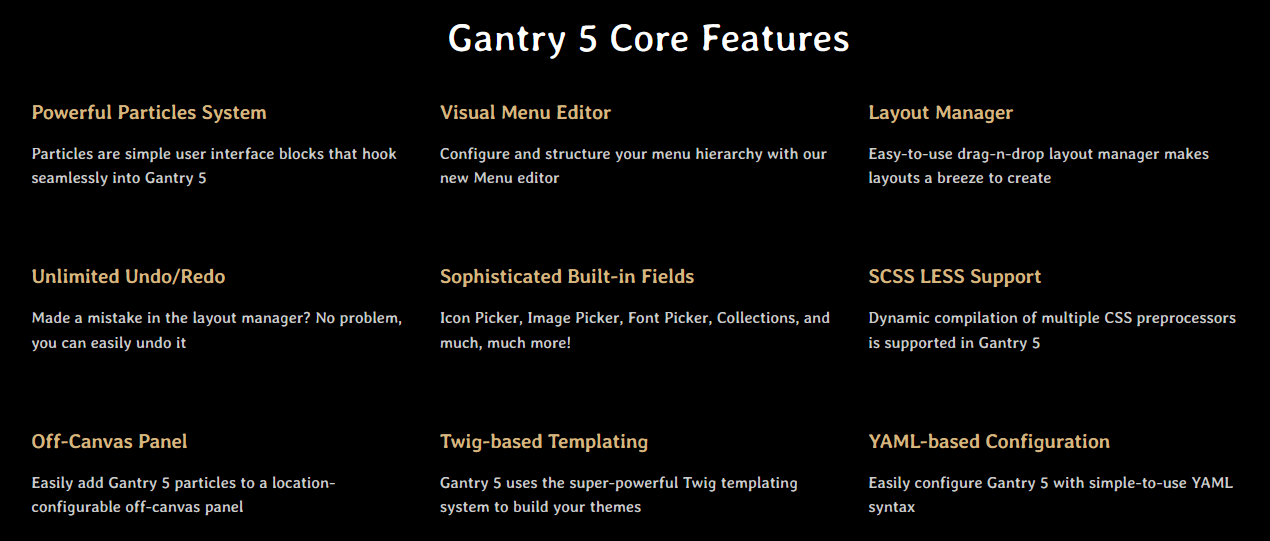 Gantry 5 Core Features
Powerful Particles System
Particles are simple user interface blocks that hook
seamlessly into Gantry 5
Visual Menu Editor
Configure and structure your menu hierarchy with our
new Menu editor
Layout Manager
Easy-to-use drag-n-drop layout manager makes
layouts a breeze to create
Unlimited Undo/Redo
Made a mistake in the layout manager? No problem,
you can easily undo it
Sophisticated Built-in Fields
Icon Picker, Image Picker, Font Picker, Collections, and
much, much more!
SCSS LESS Support
Dynamic compilation of multiple CSS preprocessors
is supported in Gantry 5
Off-Canvas Panel
Easily add Gantry 5 particles to a location-
configurable off-canvas panel
Twig-based Templating
Gantry 5 uses the super-powerful Twig templating
system to build your themes
YAML-based Configuration
Easily configure Gantry 5 with simple-to-use YAML
syntax